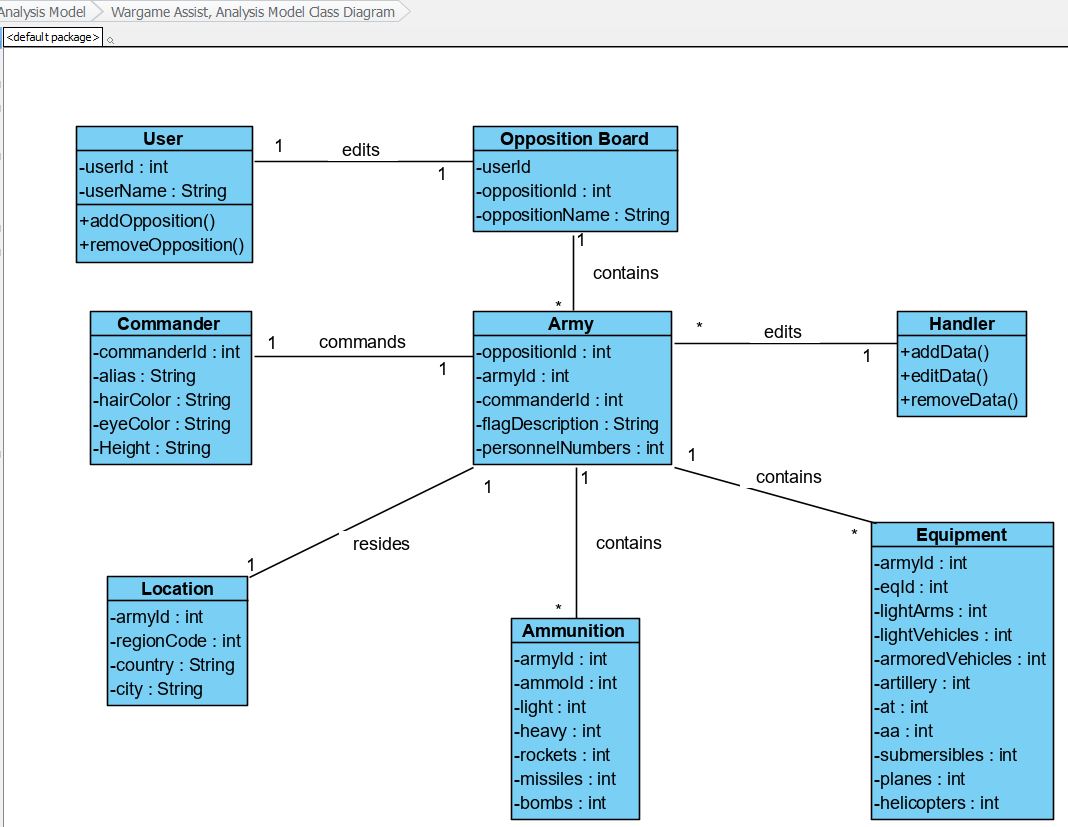 Analysis Model
Wargame Assist, Analysis Model Class Diagram
<default package>
User
-userId : int
-userName : String
+addOpposition()
+removeOpposition()
1
edits
1
Opposition Board
-userId
-oppositionId : int
-oppositionName : String
1
contains
*
Commander
-commanderId : int
-alias : String
-hairColor : String
-eyeColor : String
-Height : String
1
commands
1
Army
-oppositionId : int
-armyId : int
-commanderId : int
-flagDescription : String
-personnelNumbers : int
*
edits
1
Handler
+addData()
+editData()
+removeData()
1
resides
1
1
contains
*
1
contains
*
Location
-armyId : int
-regionCode : int
-country : String
-city : String
Ammunition
-armyId : int
-ammoId : int
-light : int
-heavy : int
-rockets : int
-missiles : int
-bombs : int
Equipment
-armyId : int
-eqId : int
-lightArms : int
-lightVehicles : int
-armoredVehicles : int
-artillery : int
-at : int
-aa : int
-submersibles : int
-planes : int
-helicopters : int